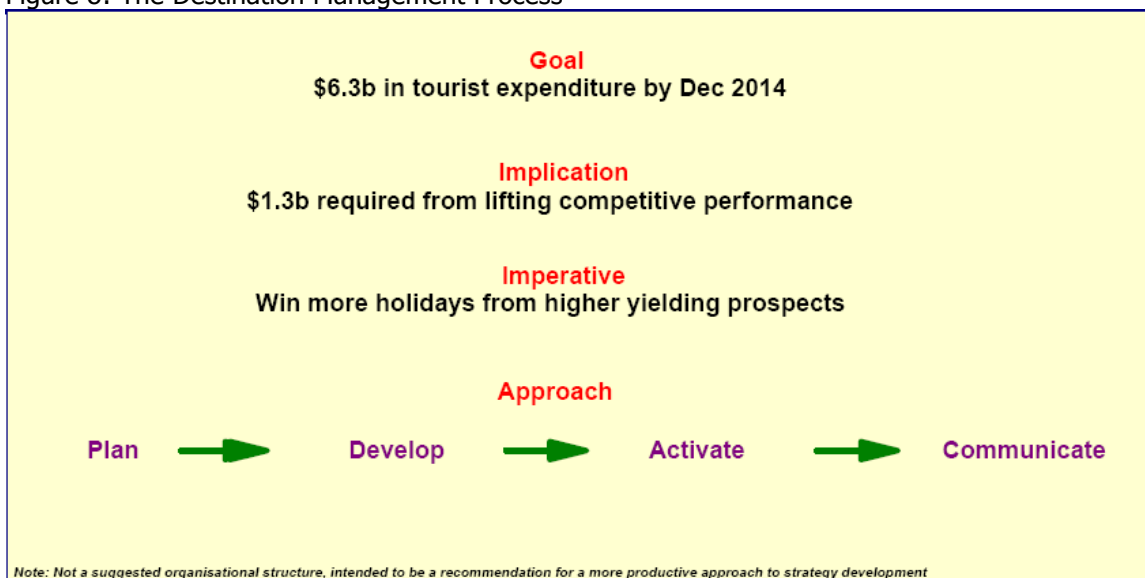 Figure 6: The Destination Management Process
Goal
$6.3b in tourist expenditure by Dec 2014
Implication
$1.3b required from lifting competitive performance
Imperative
Win more holidays from higher yielding prospects
Approach
Plan Develop Activate Communicate
Note: Not a suggested organisational structure, intended to be a recommendation for a more productive approach to strategy development